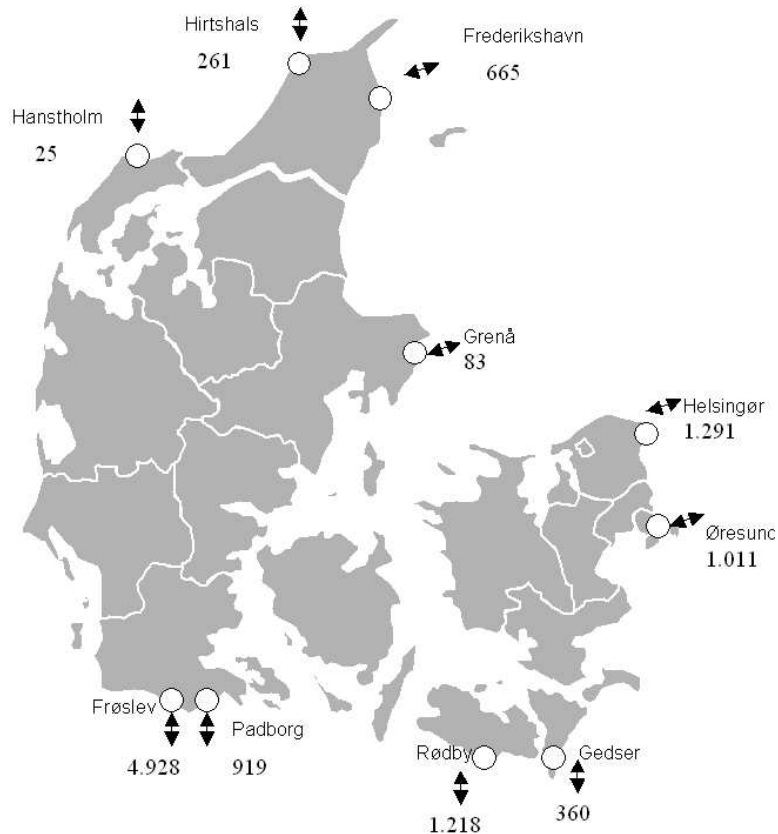 Hirtshals
261
Frederikshavn
665
Hanstholm
25
Grenå
83
Helsingør
1.291
Øresund
1.011
Frøslev
4.928
Padborg
919
Rødby
1.218
Gedser
360